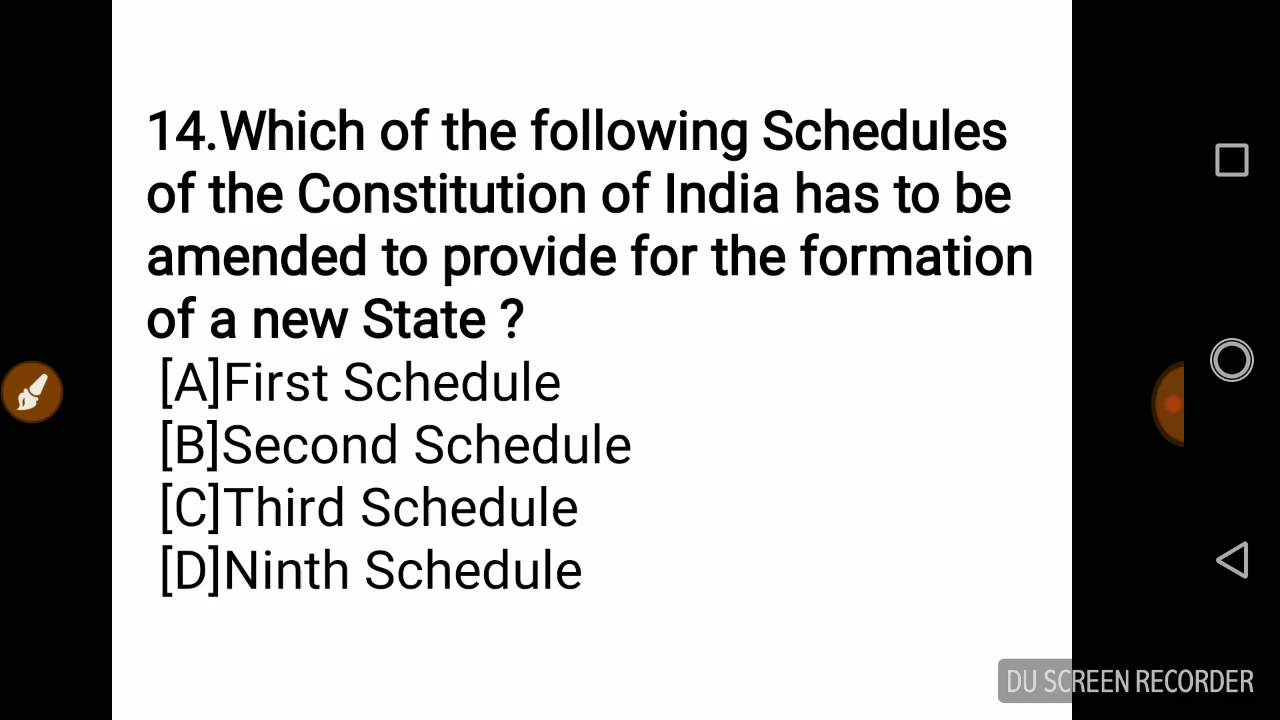 14.Which of the following Schedules
of the Constitution of India has to be
amended to provide for the formation
of a new State ?
[A]First Schedule
[B]Second Schedule
[C]Third Schedule
[D]Ninth Schedule
DU SCREEN RECORDER